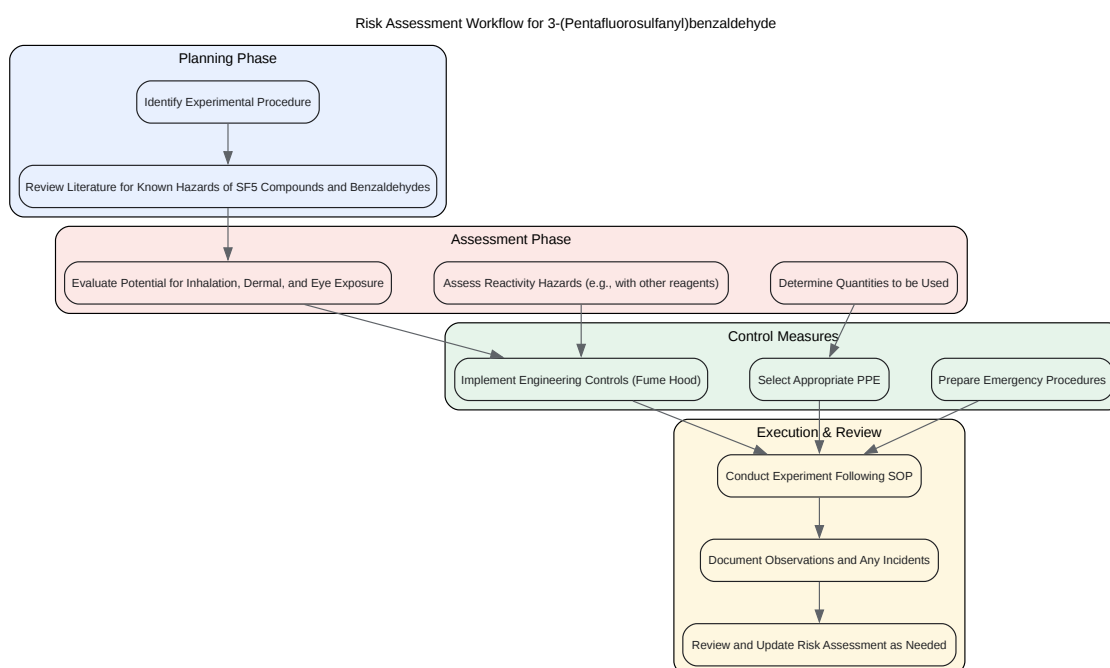 Risk Assessment Workflow for 3-(Pentafluorosulfanyl)benzaldehyde
Planning Phase
Identify Experimental Procedure
Review Literature for Known Hazards of SF5 Compounds and Benzaldehydes
Assessment Phase
Evaluate Potential for Inhalation, Dermal, and Eye Exposure
Assess Reactivity Hazards (e.g., with other reagents)
Determine Quantities to be Used
Control Measures
Implement Engineering Controls (Fume Hood)
Select Appropriate PPE
Prepare Emergency Procedures
Execution & Review
Conduct Experiment Following SOP
Document Observations and Any Incidents
Review and Update Risk Assessment as Needed